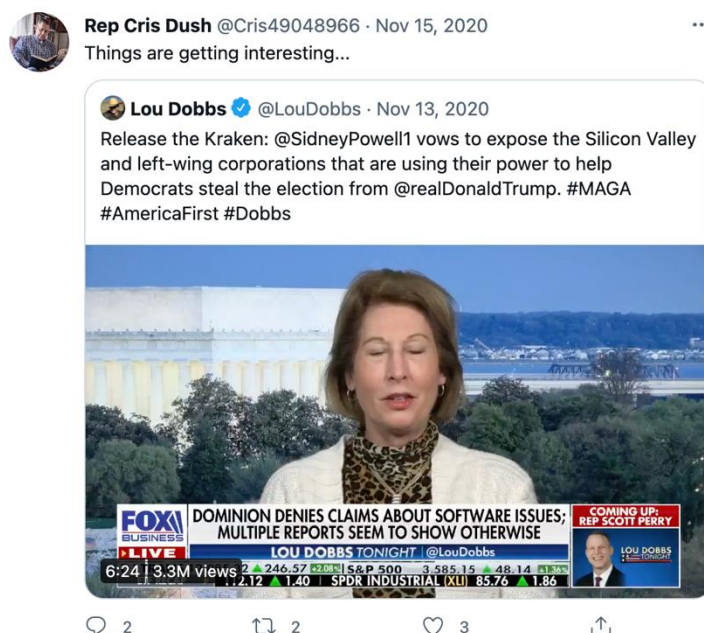 Rep Cris Dush @Cris49048966 · Nov 15, 2020
Things are getting interesting...
Lou Dobbs @LouDobbs · Nov 13, 2020
Release the Kraken: @SidneyPowell1 vows to expose the Silicon Valley
and left-wing corporations that are using their power to help
Democrats steal the election from @realDonaldTrump. #MAGA
#AmericaFirst #Dobbs
FOX
BUSINESS
LIVE
DOMINION DENIES CLAIMS ABOUT SOFTWARE ISSUES;
MULTIPLE REPORTS SEEM TO SHOW OTHERWISE
LOU DOBBS TONIGHT | @LouDobbs
COMING UP:
REP SCOTT PERRY
LOU DOBBS
TONIGHT
6:24 | 3.3M views
246.57 +2.08% S&P 500 3,585.15 48.14 +1.36%
2.12 1.40 SPDR INDUSTRIAL (XLI) 85.76 1.86
2 2 3